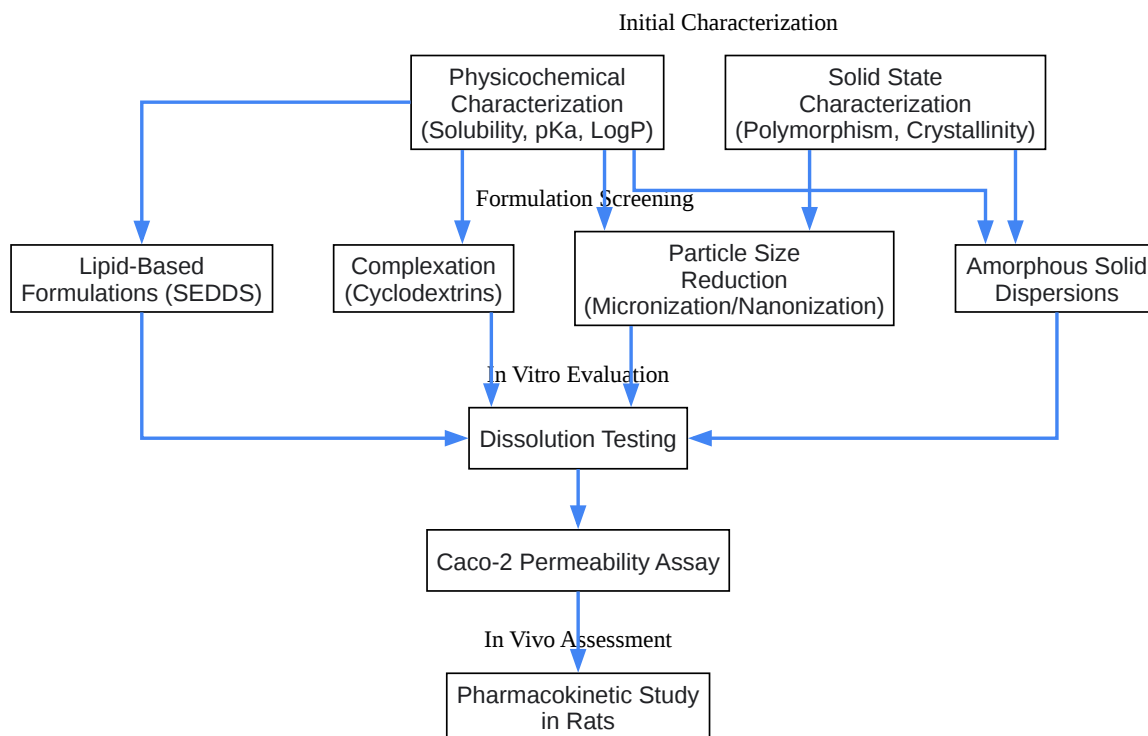 Initial Characterization
Physicochemical
Characterization
(Solubility, pKa, LogP)
Solid State
Characterization
(Polymorphism, Crystallinity)
Formulation Screening
Lipid-Based
Formulations (SEDDS)
Complexation
(Cyclodextrins)
Particle Size
Reduction
(Micronization/Nanonization)
Amorphous Solid
Dispersions
In Vitro Evaluation
Dissolution Testing
Caco-2 Permeability Assay
In Vivo Assessment
Pharmacokinetic Study
in Rats